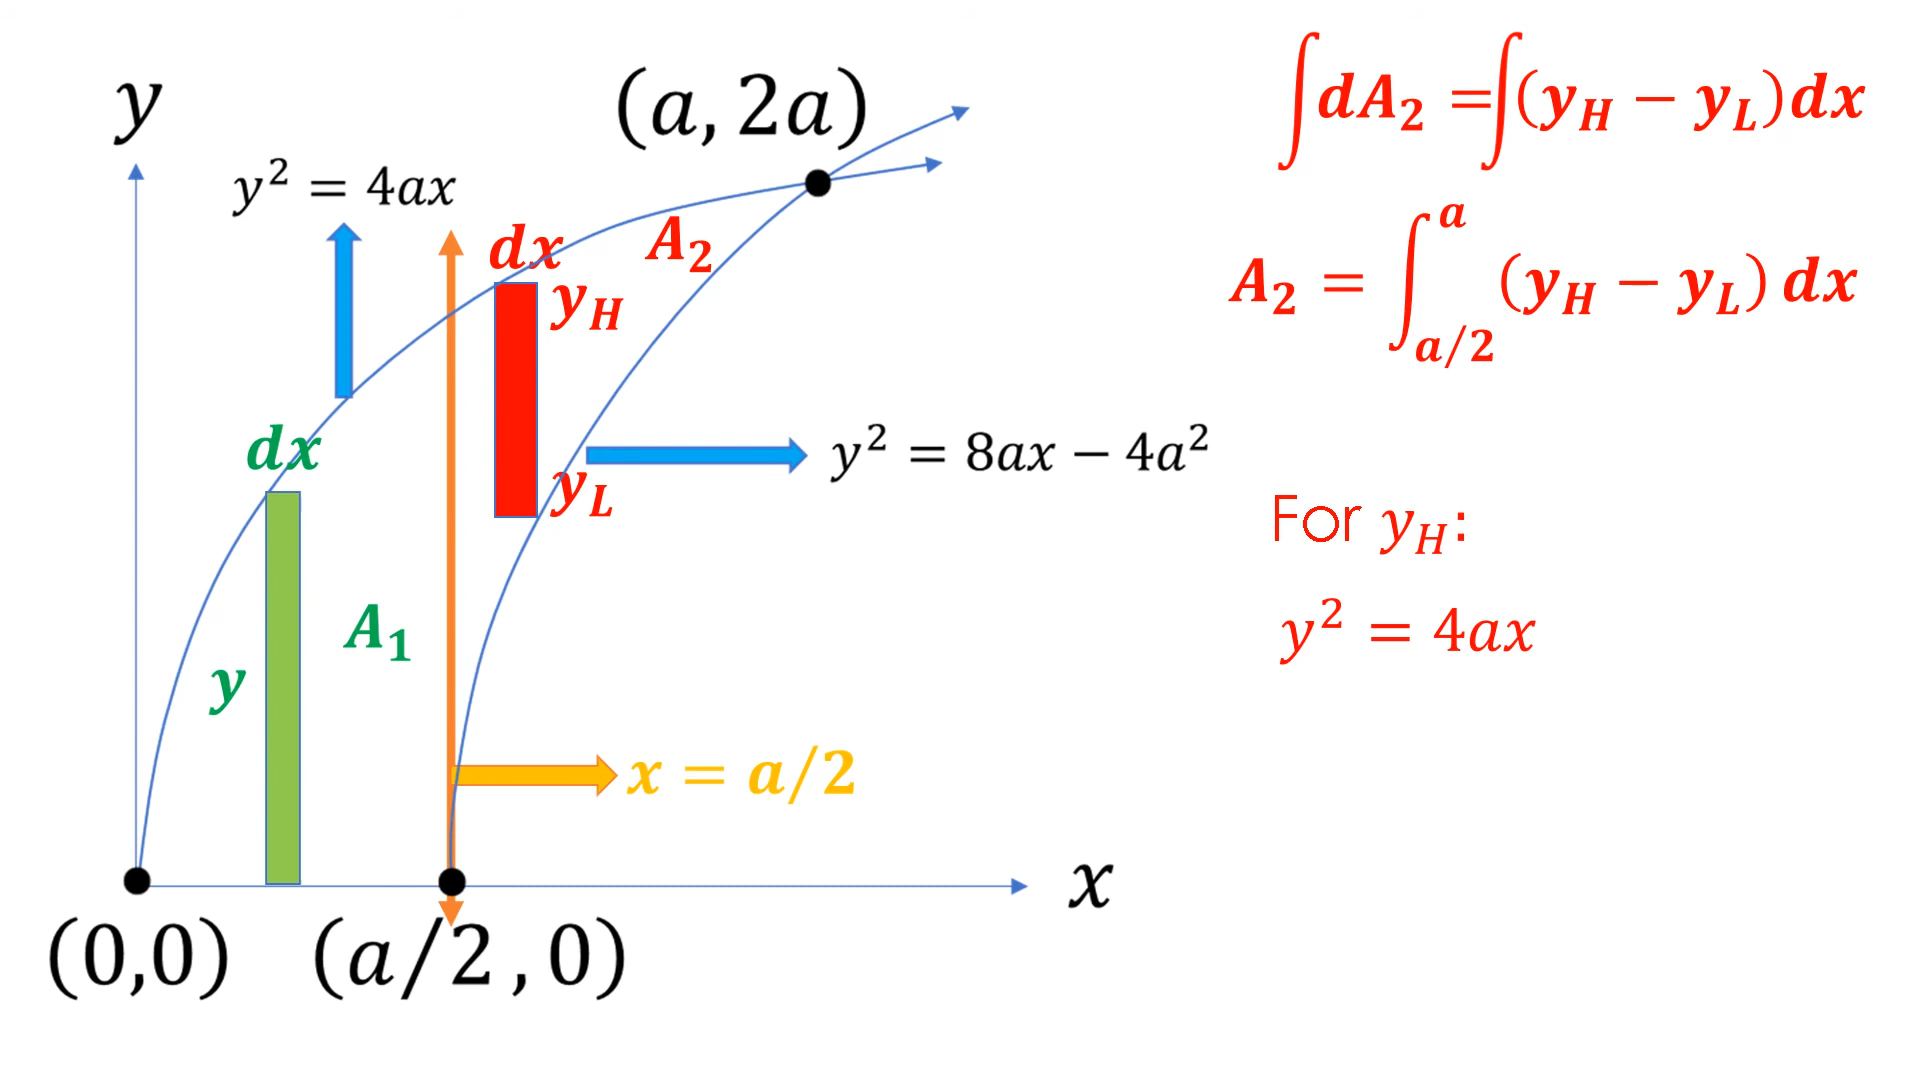 y
(a, 2a)
y² = 4ax
dx
y_H
A₂
y_L
y² = 8ax − 4a²
dx
A₁
y
x = a/2
x
(0,0)
(a/2 , 0)
∫dA₂ = ∫(y_H − y_L)dx
A₂ = ∫_{a/2}^{a} (y_H − y_L) dx
For y_H:
y² = 4ax